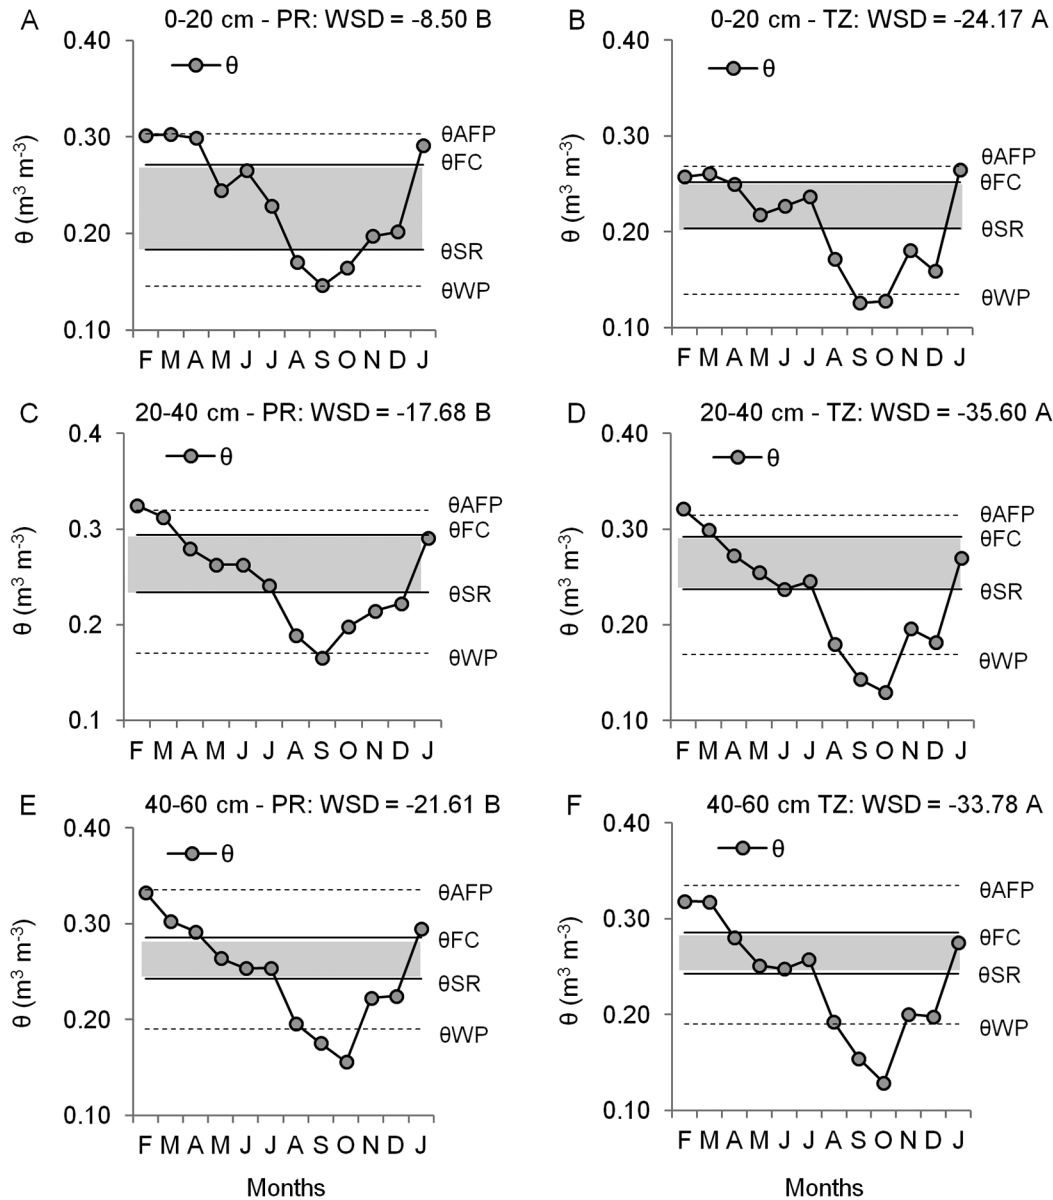 A 0-20 cm - PR: WSD = -8.50 B
0.40
0.30
0.20
0.10
θ (m³ m⁻³)
θ
θAFP
θFC
θSR
θWP
F M A M J J A S O N D J
B 0-20 cm - TZ: WSD = -24.17 A
0.40
0.30
0.20
0.10
θ (m³ m⁻³)
θ
θAFP
θFC
θSR
θWP
F M A M J J A S O N D J
C 20-40 cm - PR: WSD = -17.68 B
0.4
0.3
0.2
0.1
θ (m³ m⁻³)
θ
θAFP
θFC
θSR
θWP
F M A M J J A S O N D J
D 20-40 cm - TZ: WSD = -35.60 A
0.40
0.30
0.20
0.10
θ (m³ m⁻³)
θ
θAFP
θFC
θSR
θWP
F M A M J J A S O N D J
E 40-60 cm - PR: WSD = -21.61 B
0.40
0.30
0.20
0.10
θ (m³ m⁻³)
θ
θAFP
θFC
θSR
θWP
F M A M J J A S O N D J
Months
F 40-60 cm TZ: WSD = -33.78 A
0.40
0.30
0.20
0.10
θ (m³ m⁻³)
θ
θAFP
θFC
θSR
θWP
F M A M J J A S O N D J
Months